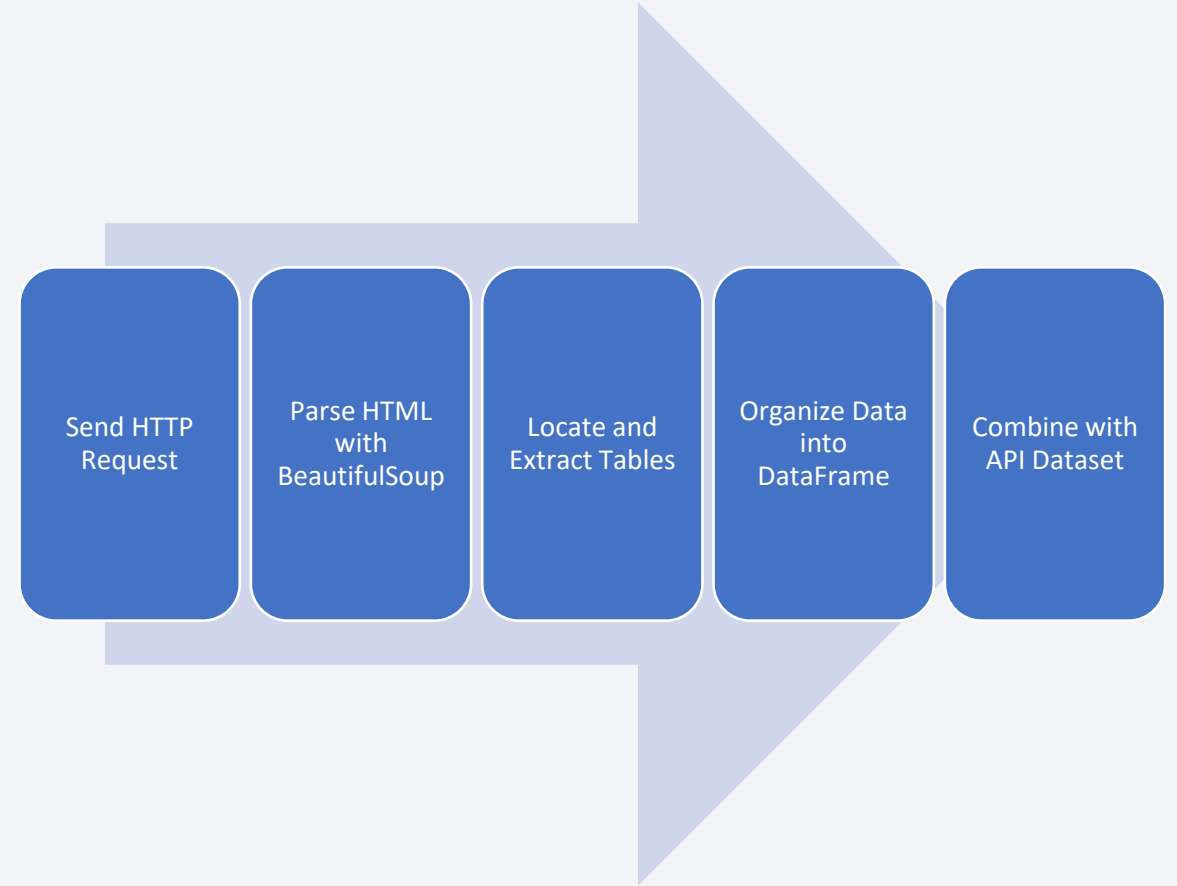 Send HTTP
Request
Parse HTML
with
BeautifulSoup
Locate and
Extract Tables
Organize Data
into
DataFrame
Combine with
API Dataset